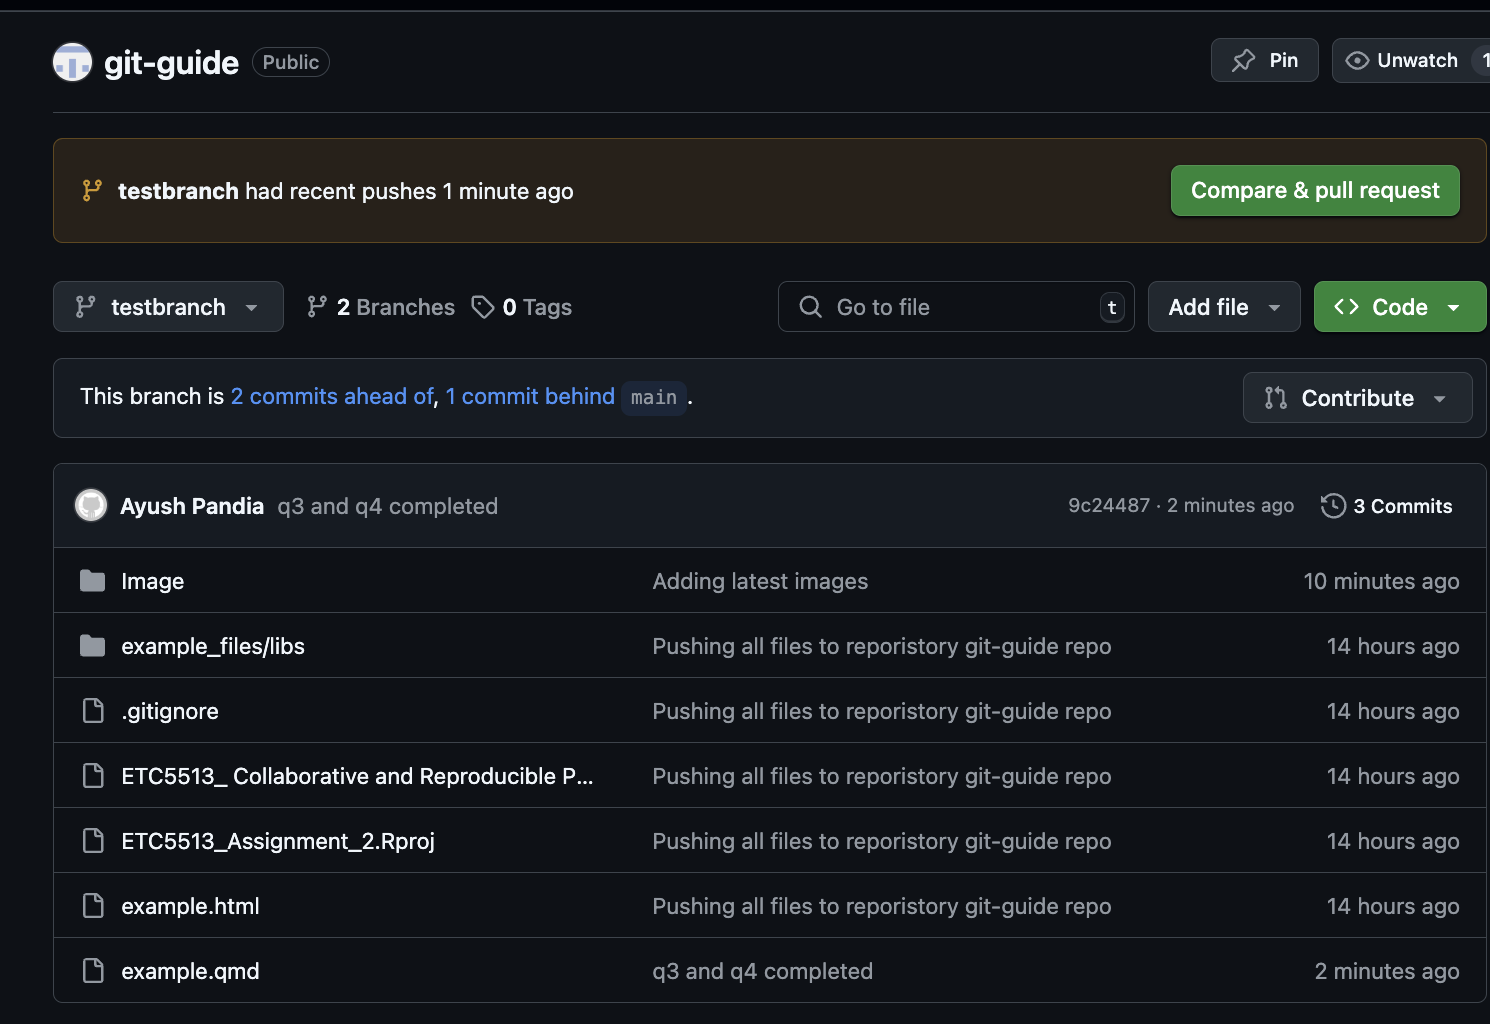 git-guide Public Pin Unwatch 1
testbranch had recent pushes 1 minute ago Compare & pull request
testbranch 2 Branches 0 Tags Go to file t Add file <> Code
This branch is 2 commits ahead of, 1 commit behind main .
Contribute
Ayush Pandia q3 and q4 completed 9c24487 · 2 minutes ago 3 Commits
Image Adding latest images 10 minutes ago
example_files/libs Pushing all files to reporistory git-guide repo 14 hours ago
.gitignore Pushing all files to reporistory git-guide repo 14 hours ago
ETC5513_ Collaborative and Reproducible P... Pushing all files to reporistory git-guide repo 14 hours ago
ETC5513_Assignment_2.Rproj Pushing all files to reporistory git-guide repo 14 hours ago
example.html Pushing all files to reporistory git-guide repo 14 hours ago
example.qmd q3 and q4 completed 2 minutes ago